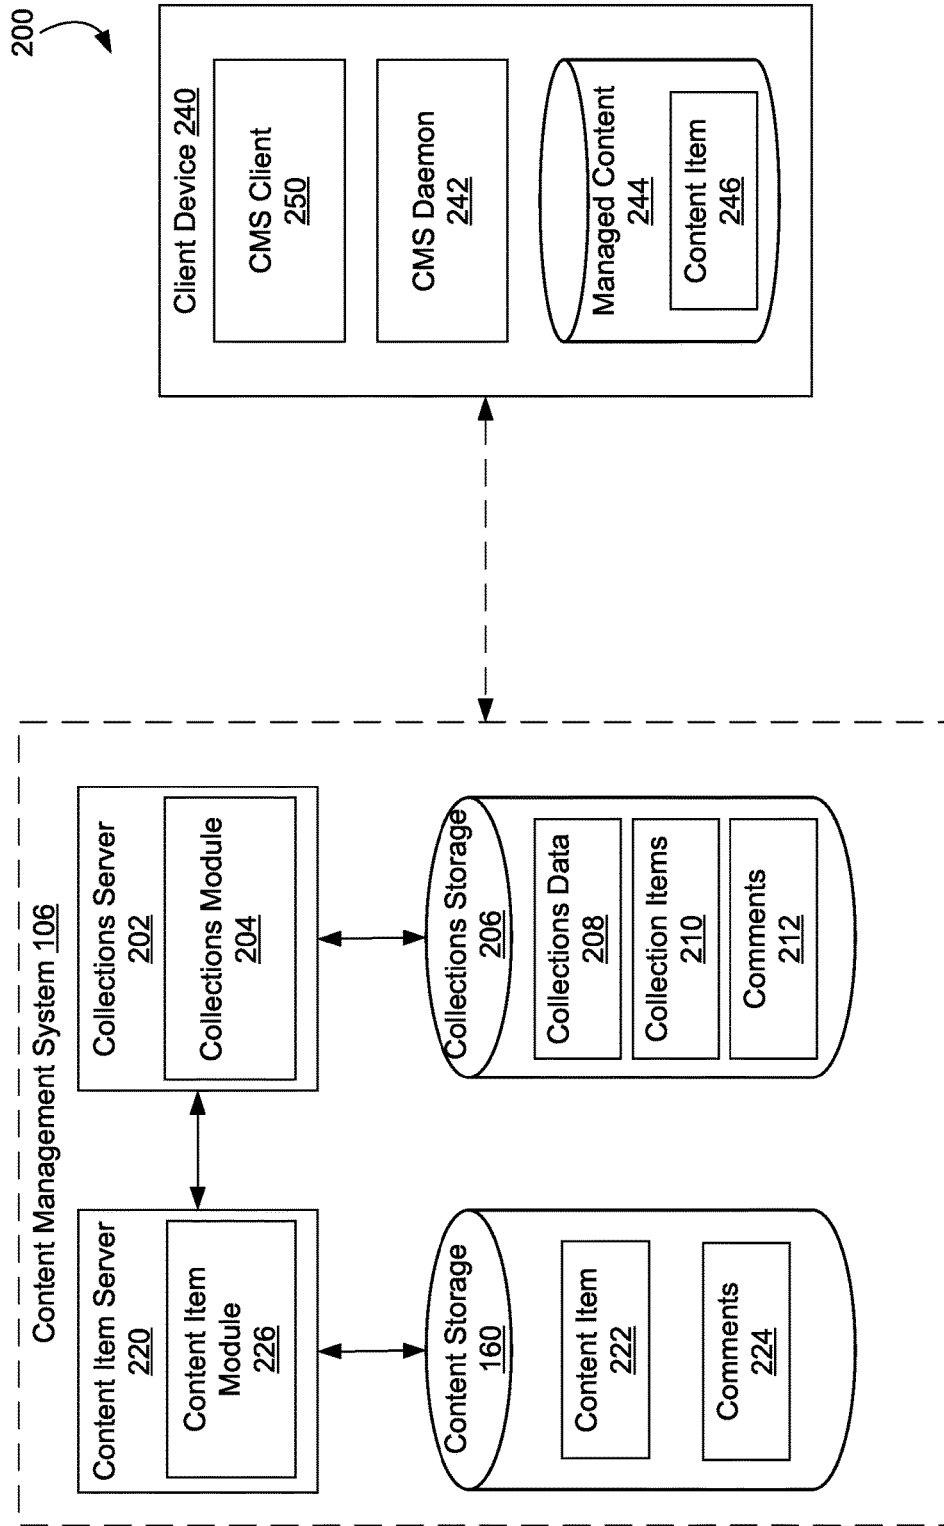 200
Content Management System 106
Content Item Server
220
Content Item
Module
226
Collections Server
202
Collections Module
204
Content Storage
160
Content Item
222
Comments
224
Collections Storage
206
Collections Data
208
Collection Items
210
Comments
212
Client Device 240
CMS Client
250
CMS Daemon
242
Managed Content
244
Content Item
246